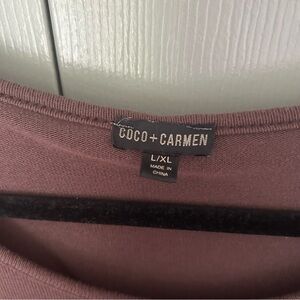 COCO+CARMEN
L/XL
MADE IN
CHINA